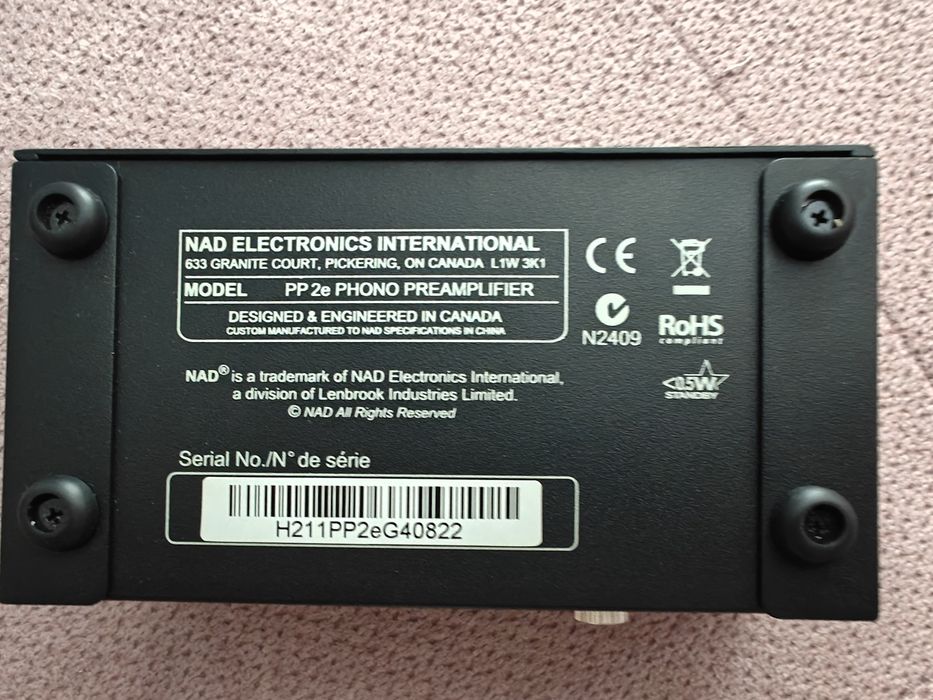 NAD ELECTRONICS INTERNATIONAL
633 GRANITE COURT, PICKERING, ON CANADA L1W 3K1
MODEL PP 2e PHONO PREAMPLIFIER
DESIGNED & ENGINEERED IN CANADA
CUSTOM MANUFACTURED TO NAD SPECIFICATIONS IN CHINA
CE
N2409
RoHS
compliant
<0.5W
STANDBY
NAD® is a trademark of NAD Electronics International,
a division of Lenbrook Industries Limited.
© NAD All Rights Reserved
Serial No./N° de série
H211PP2eG40822